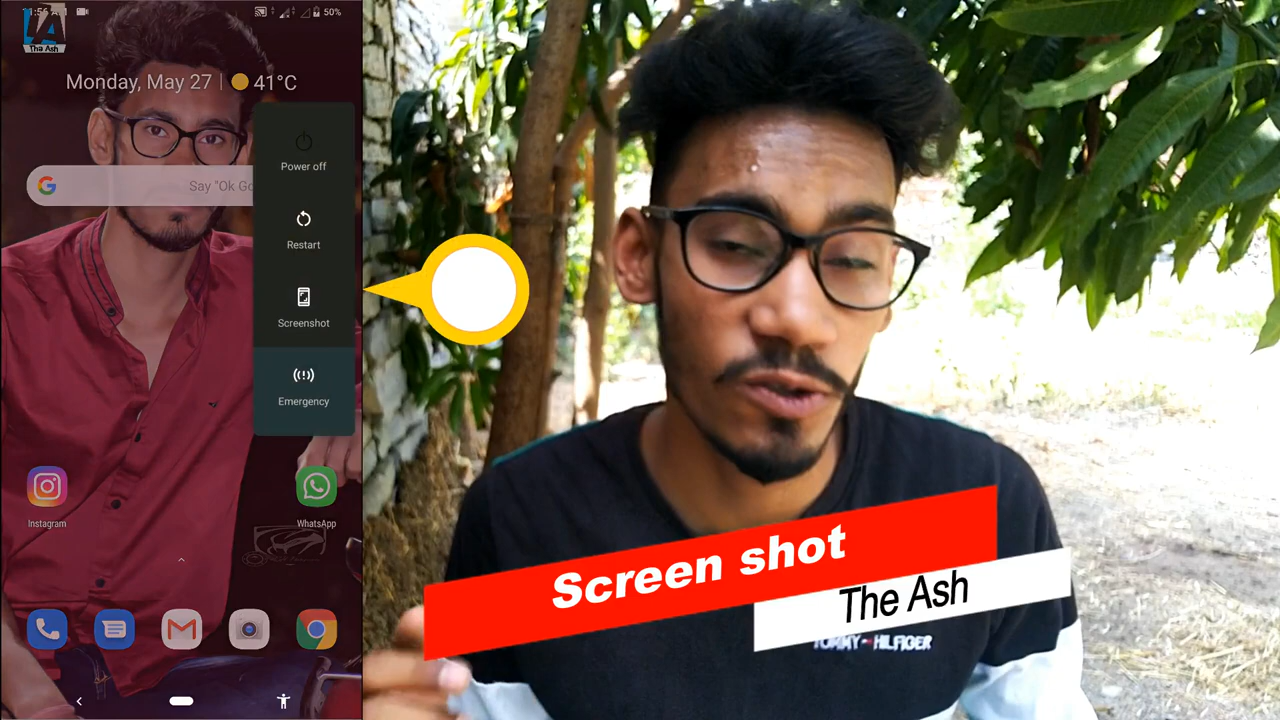 The Ash
50%
Monday, May 27 | 41°C
Power off
Say "Ok Go
Restart
Screenshot
Emergency
Instagram
WhatsApp
Screen shot
The Ash
TOMMY HILFIGER